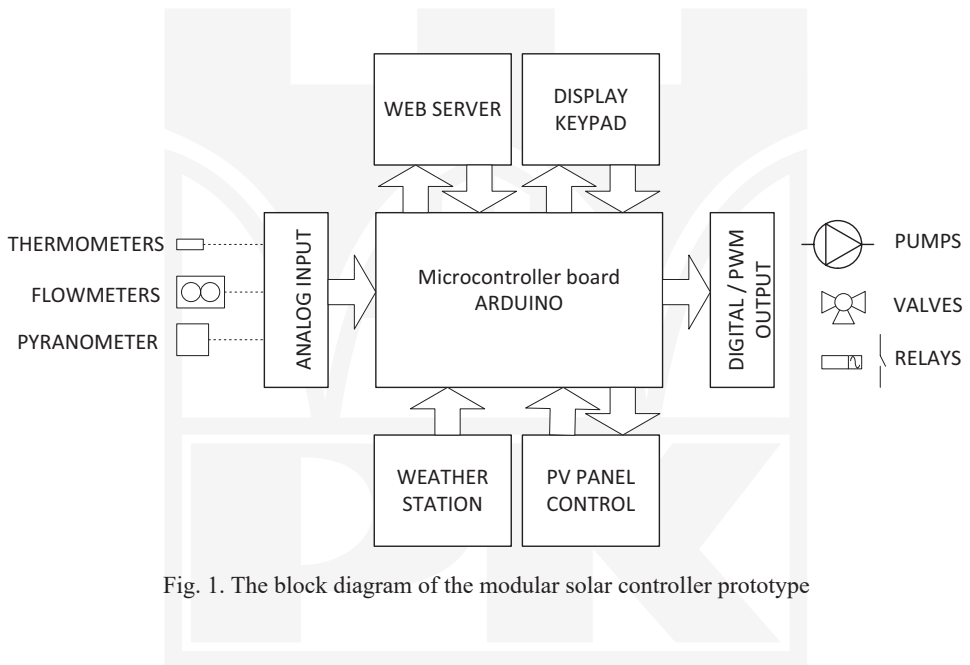 WEB SERVER
DISPLAY
KEYPAD
THERMOMETERS
FLOWMETERS
PYRANOMETER
ANALOG INPUT
Microcontroller board
ARDUINO
DIGITAL / PWM
OUTPUT
PUMPS
VALVES
RELAYS
WEATHER
STATION
PV PANEL
CONTROL
Fig. 1. The block diagram of the modular solar controller prototype
PK